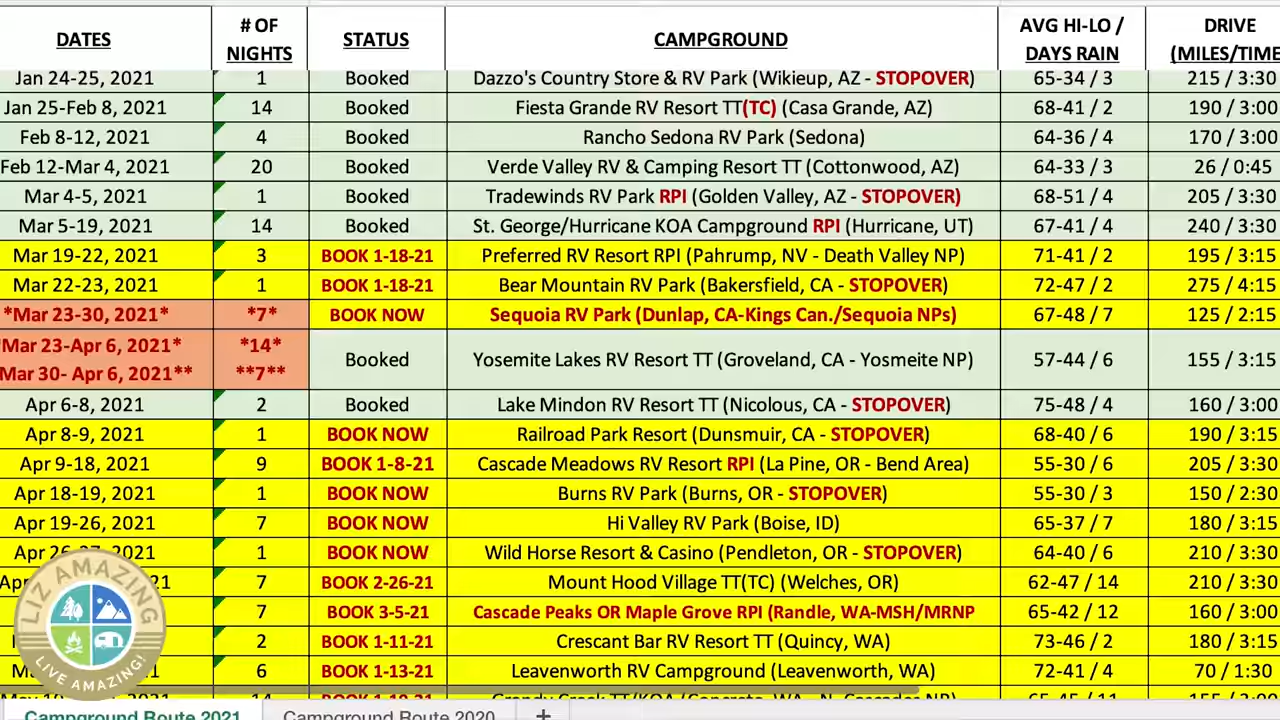 DATES # OF NIGHTS STATUS CAMPGROUND AVG HI-LO / DAYS RAIN DRIVE (MILES/TIME
Jan 24-25, 2021 1 Booked Dazzo's Country Store & RV Park (Wikieup, AZ - STOPOVER) 65-34 / 3 215 / 3:30
Jan 25-Feb 8, 2021 14 Booked Fiesta Grande RV Resort TT(TC) (Casa Grande, AZ) 68-41 / 2 190 / 3:00
Feb 8-12, 2021 4 Booked Rancho Sedona RV Park (Sedona) 64-36 / 4 170 / 3:00
Feb 12-Mar 4, 2021 20 Booked Verde Valley RV & Camping Resort TT (Cottonwood, AZ) 64-33 / 3 26 / 0:45
Mar 4-5, 2021 1 Booked Tradewinds RV Park RPI (Golden Valley, AZ - STOPOVER) 68-51 / 4 205 / 3:30
Mar 5-19, 2021 14 Booked St. George/Hurricane KOA Campground RPI (Hurricane, UT) 67-41 / 4 240 / 3:30
Mar 19-22, 2021 3 BOOK 1-18-21 Preferred RV Resort RPI (Pahrump, NV - Death Valley NP) 71-41 / 2 195 / 3:15
Mar 22-23, 2021 1 BOOK 1-18-21 Bear Mountain RV Park (Bakersfield, CA - STOPOVER) 72-47 / 2 275 / 4:15
*Mar 23-30, 2021* *7* BOOK NOW Sequoia RV Park (Dunlap, CA-Kings Can./Sequoia NPs) 67-48 / 7 125 / 2:15
Mar 23-Apr 6, 2021* *14*
Mar 30- Apr 6, 2021** **7** Booked Yosemite Lakes RV Resort TT (Groveland, CA - Yosmeite NP) 57-44 / 6 155 / 3:15
Apr 6-8, 2021 2 Booked Lake Mindon RV Resort TT (Nicolous, CA - STOPOVER) 75-48 / 4 160 / 3:00
Apr 8-9, 2021 1 BOOK NOW Railroad Park Resort (Dunsmuir, CA - STOPOVER) 68-40 / 6 190 / 3:15
Apr 9-18, 2021 9 BOOK 1-8-21 Cascade Meadows RV Resort RPI (La Pine, OR - Bend Area) 55-30 / 6 205 / 3:30
Apr 18-19, 2021 1 BOOK NOW Burns RV Park (Burns, OR - STOPOVER) 55-30 / 3 150 / 2:30
Apr 19-26, 2021 7 BOOK NOW Hi Valley RV Park (Boise, ID) 65-37 / 7 180 / 3:15
Apr 26-27, 2021 1 BOOK NOW Wild Horse Resort & Casino (Pendleton, OR - STOPOVER) 64-40 / 6 210 / 3:30
7 BOOK 2-26-21 Mount Hood Village TT(TC) (Welches, OR) 62-47 / 14 210 / 3:30
7 BOOK 3-5-21 Cascade Peaks OR Maple Grove RPI (Randle, WA-MSH/MRNP 65-42 / 12 160 / 3:00
2 BOOK 1-11-21 Crescant Bar RV Resort TT (Quincy, WA) 73-46 / 2 180 / 3:15
6 BOOK 1-13-21 Leavenworth RV Campground (Leavenworth, WA) 72-41 / 4 70 / 1:30
LIZ AMAZING
LIVE AMAZING!
Campground Route 2021 Campground Route 2020 +